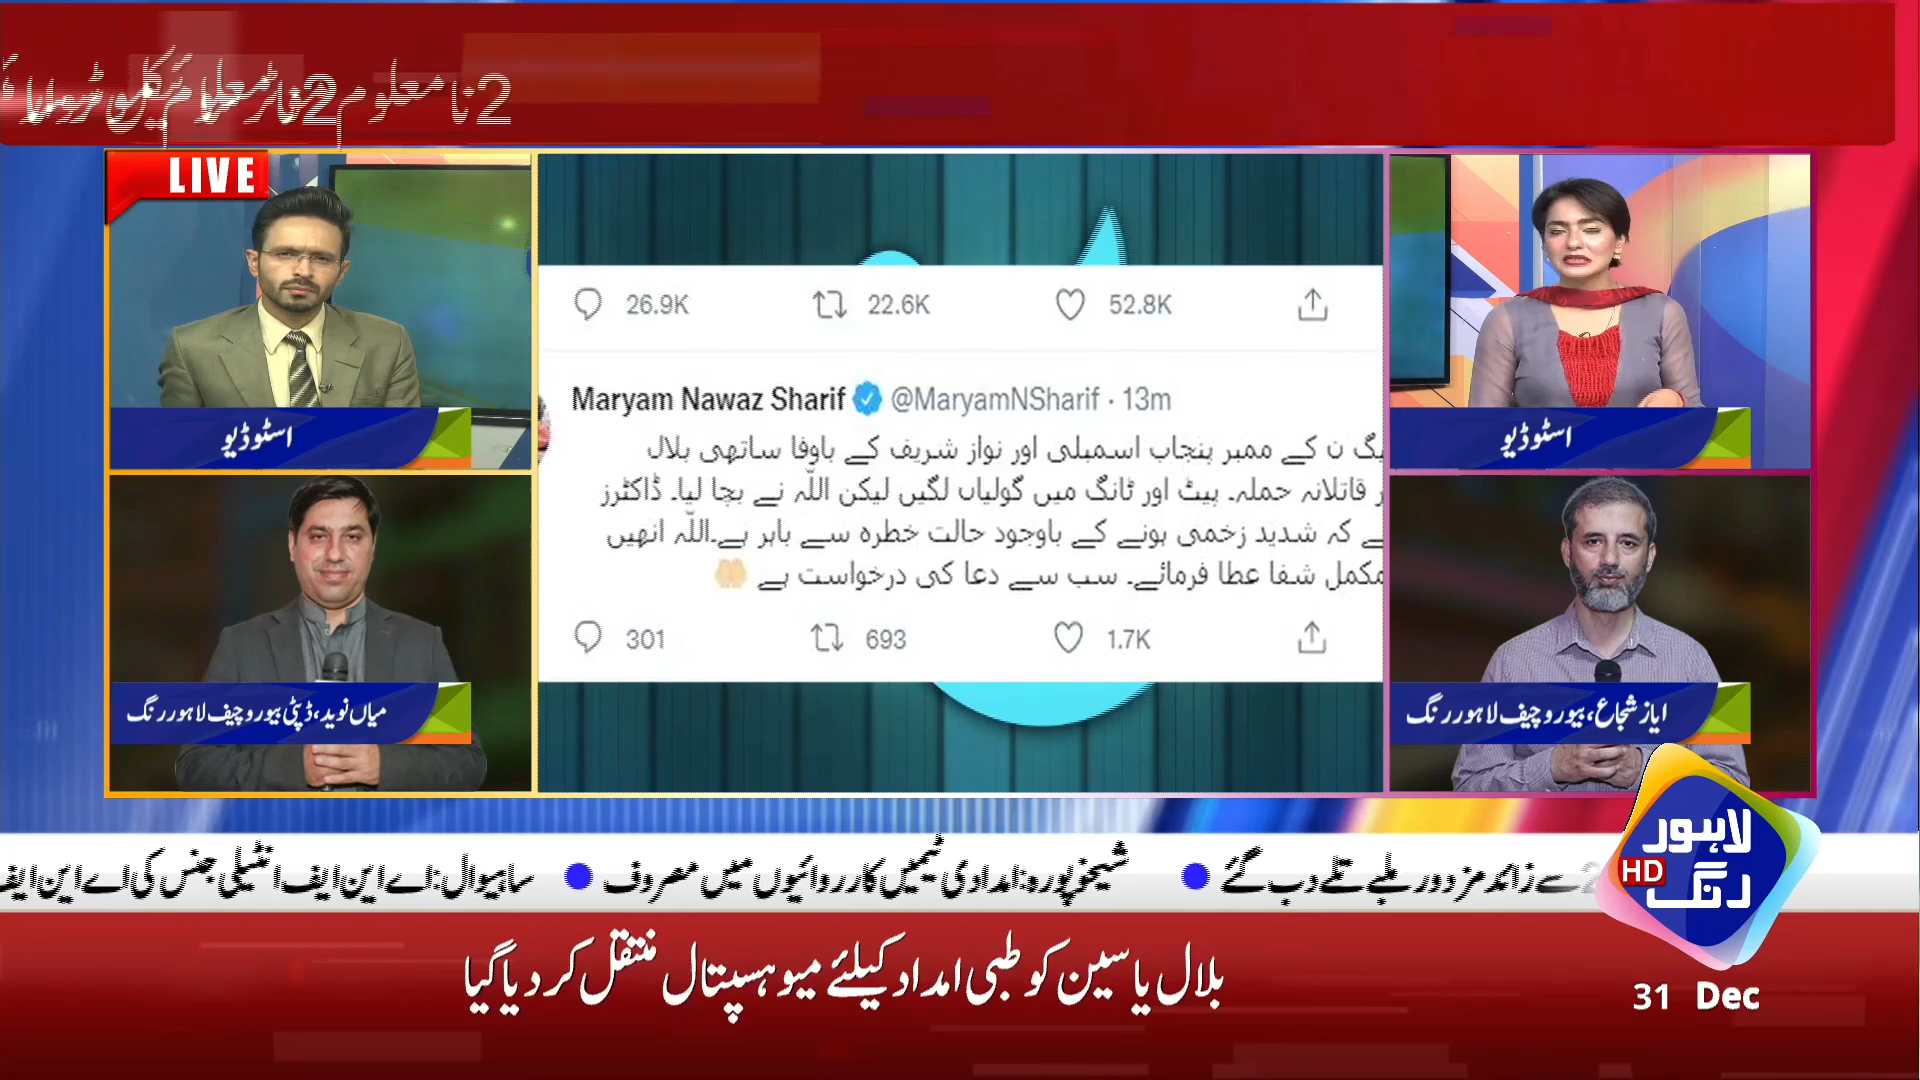 2 نامعلوم
LIVE
26.9K 22.6K 52.8K
Maryam Nawaz Sharif @MaryamNSharif · 13m
ن کے ممبر پنجاب اسمبلی اور نواز شریف کے باوفا ساتھی بلال
قاتلانہ حملہ۔ پیٹ اور ٹانگ میں گولیاں لگیں لیکن اللّٰہ نے بچا لیا۔ ڈاکٹرز
کہ شدید زخمی ہونے کے باوجود حالت خطرہ سے باہر ہے۔اللّٰہ انھیں
مکمل شفا عطا فرمائے۔ سب سے دعا کی درخواست ہے 🤲🏻
301 693 1.7K
اسٹوڈیو
اسٹوڈیو
میاں نوید، ڈپٹی بیورو چیف لاہور رنگ
ایاز شجاع، بیورو چیف لاہور رنگ
سے زائد مزدور ملبے تلے دب گئے ● شیخوپورہ:امدادی ٹیمیں کارروائیوں میں مصروف ● ساہیوال:اے این ایف انٹیلی جنس کی اے این ایف
لاہور
HD رنگ
بلال یاسین کو طبی امداد کیلئے میو ہسپتال منتقل کر دیا گیا
31 Dec